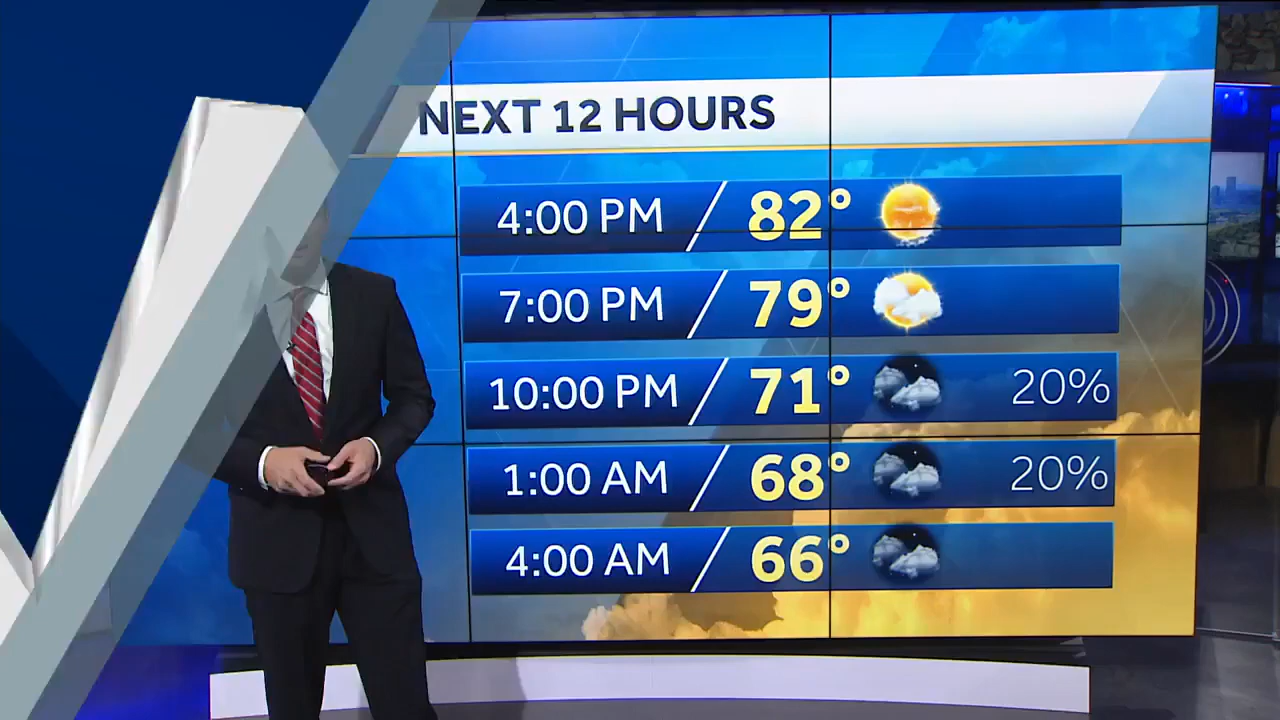 NEXT 12 HOURS
4:00 PM 82°
7:00 PM 79°
10:00 PM 71° 20%
1:00 AM 68° 20%
4:00 AM 66°